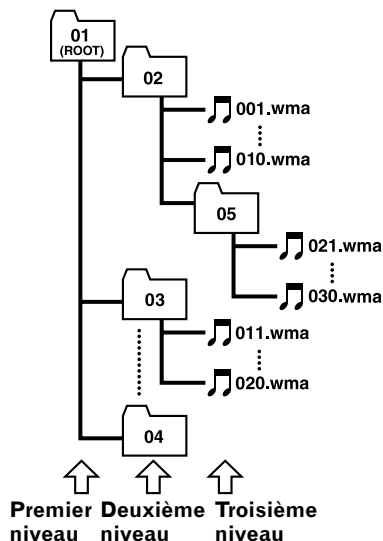 01
(ROOT)
02
001.wma
010.wma
05
021.wma
030.wma
03
011.wma
020.wma
04
Premier niveau
Deuxième niveau
Troisième niveau